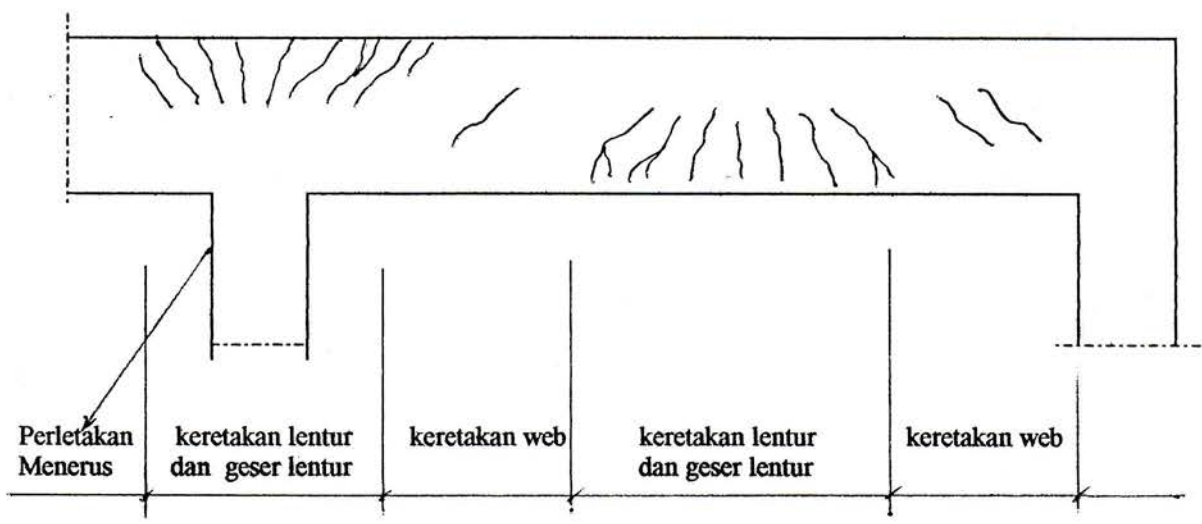 Perletakan
Menerus
keretakan lentur
dan geser lentur
keretakan web
keretakan lentur
dan geser lentur
keretakan web